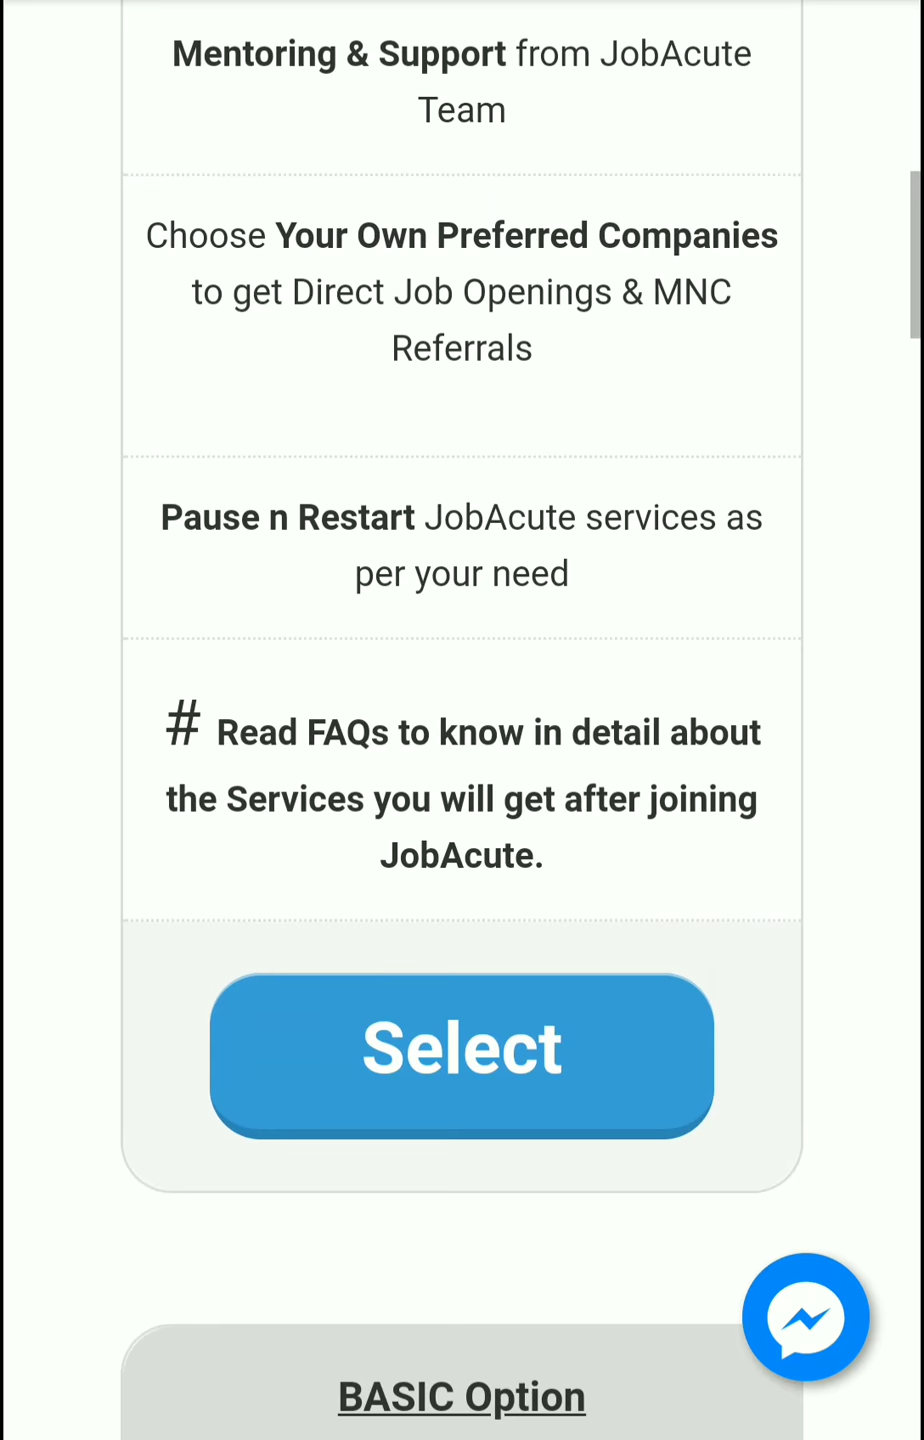 Mentoring & Support from JobAcute
Team
Choose Your Own Preferred Companies
to get Direct Job Openings & MNC
Referrals
Pause n Restart JobAcute services as
per your need
# Read FAQs to know in detail about
the Services you will get after joining
JobAcute.
Select
BASIC Option